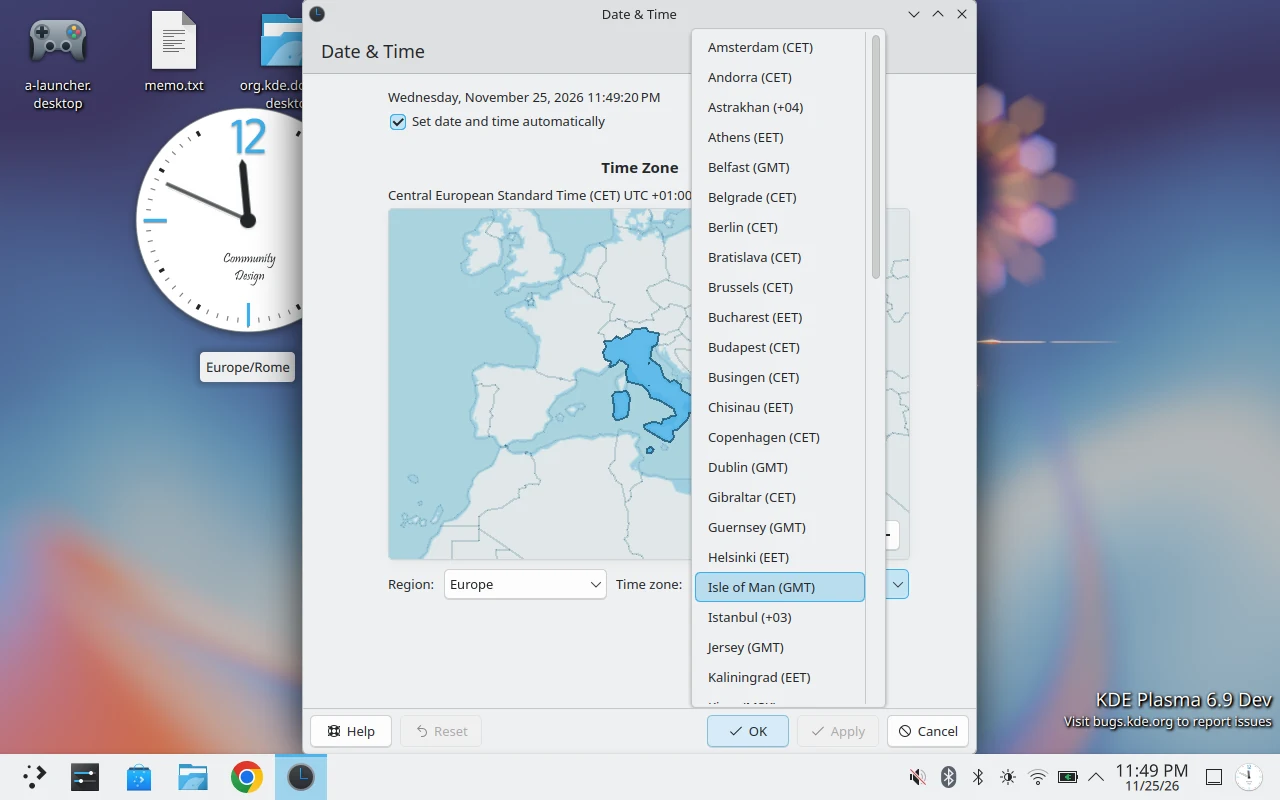 a-launcher.
desktop
memo.txt
org.kde.do
deskto
12
Community
Design
Europe/Rome
Date & Time
Date & Time
Wednesday, November 25, 2026 11:49:20 PM
Set date and time automatically
Time Zone
Central European Standard Time (CET) UTC +01:00
Region:
Europe
Time zone:
Amsterdam (CET)
Andorra (CET)
Astrakhan (+04)
Athens (EET)
Belfast (GMT)
Belgrade (CET)
Berlin (CET)
Bratislava (CET)
Brussels (CET)
Bucharest (EET)
Budapest (CET)
Busingen (CET)
Chisinau (EET)
Copenhagen (CET)
Dublin (GMT)
Gibraltar (CET)
Guernsey (GMT)
Helsinki (EET)
Isle of Man (GMT)
Istanbul (+03)
Jersey (GMT)
Kaliningrad (EET)
Help
Reset
OK
Apply
Cancel
KDE Plasma 6.9 Dev
Visit bugs.kde.org to report issues
11:49 PM
11/25/26